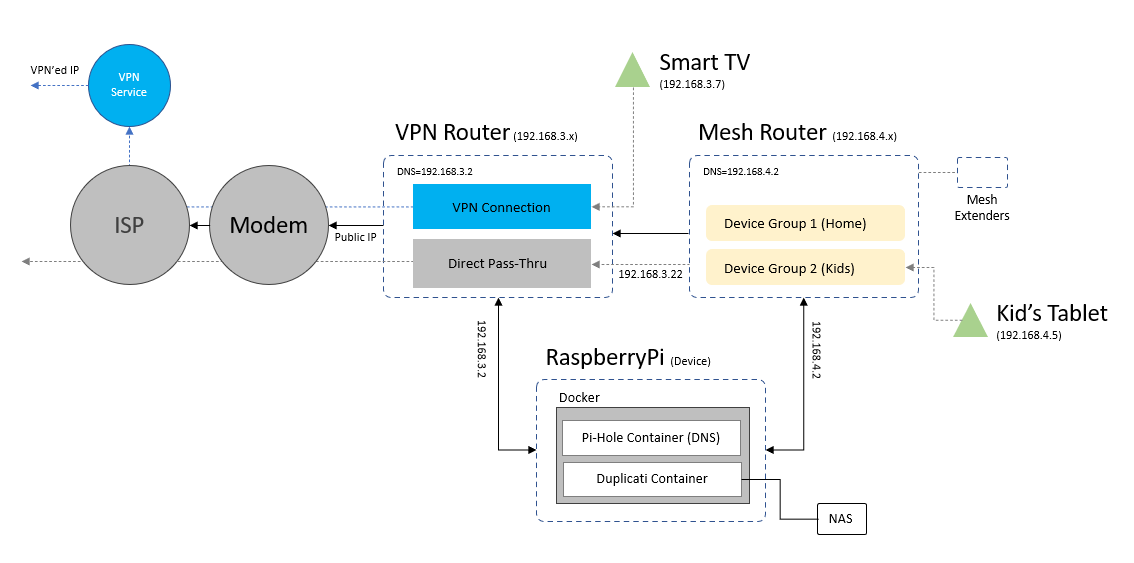 VPN'ed IP
VPN
Service
Smart TV
(192.168.3.7)
VPN Router (192.168.3.x)
Mesh Router (192.168.4.x)
DNS=192.168.3.2
DNS=192.168.4.2
Mesh
Extenders
ISP
Modem
Public IP
VPN Connection
Direct Pass-Thru
192.168.3.22
Device Group 1 (Home)
Device Group 2 (Kids)
Kid's Tablet
(192.168.4.5)
192.168.3.2
192.168.4.2
RaspberryPi (Device)
Docker
Pi-Hole Container (DNS)
Duplicati Container
NAS